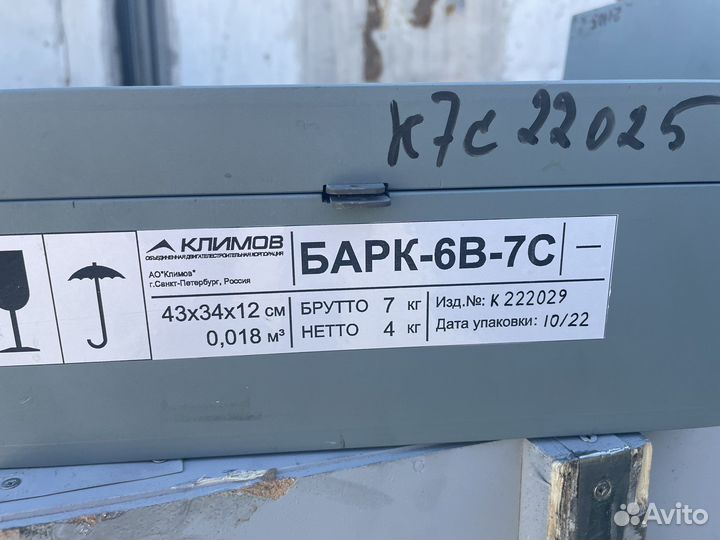 К7С 22025
КЛИМОВ
ОБЪЕДИНЕННАЯ ДВИГАТЕЛЕСТРОИТЕЛЬНАЯ КОРПОРАЦИЯ
АО"Климов"
г.Санкт-Петербург, Россия
БАРК-6В-7С —
43х34х12 см
0,018 м³
БРУТТО 7 кг
НЕТТО 4 кг
Изд.№: К 222029
Дата упаковки: 10/22
Avito